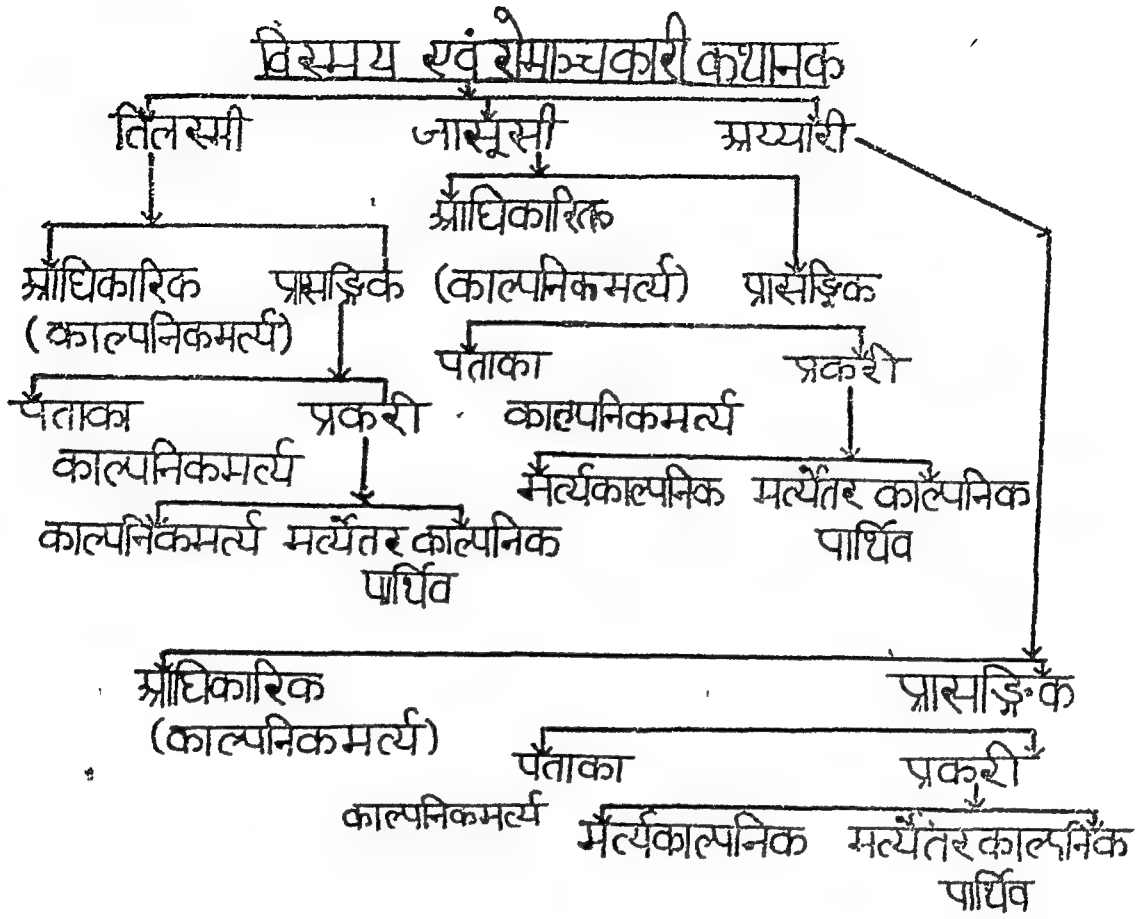 विस्मय एवं रोमाञ्चकारी कथानक
तिलस्मी जासूसी अय्यारी
आधिकारिक
आधिकारिक प्रासङ्गिक (काल्पनिकमर्त्य) प्रासङ्गिक
(काल्पनिकमर्त्य)
पताका प्रकरी
पताका प्रकरी काल्पनिकमर्त्य
काल्पनिकमर्त्य
मर्त्यकाल्पनिक मर्त्येतर काल्पनिक
काल्पनिकमर्त्य मर्त्येतर काल्पनिक पार्थिव
पार्थिव
आधिकारिक प्रासङ्गिक
(काल्पनिकमर्त्य)
पताका प्रकरी
काल्पनिकमर्त्य
मर्त्यकाल्पनिक मर्त्येतर काल्पनिक
पार्थिव